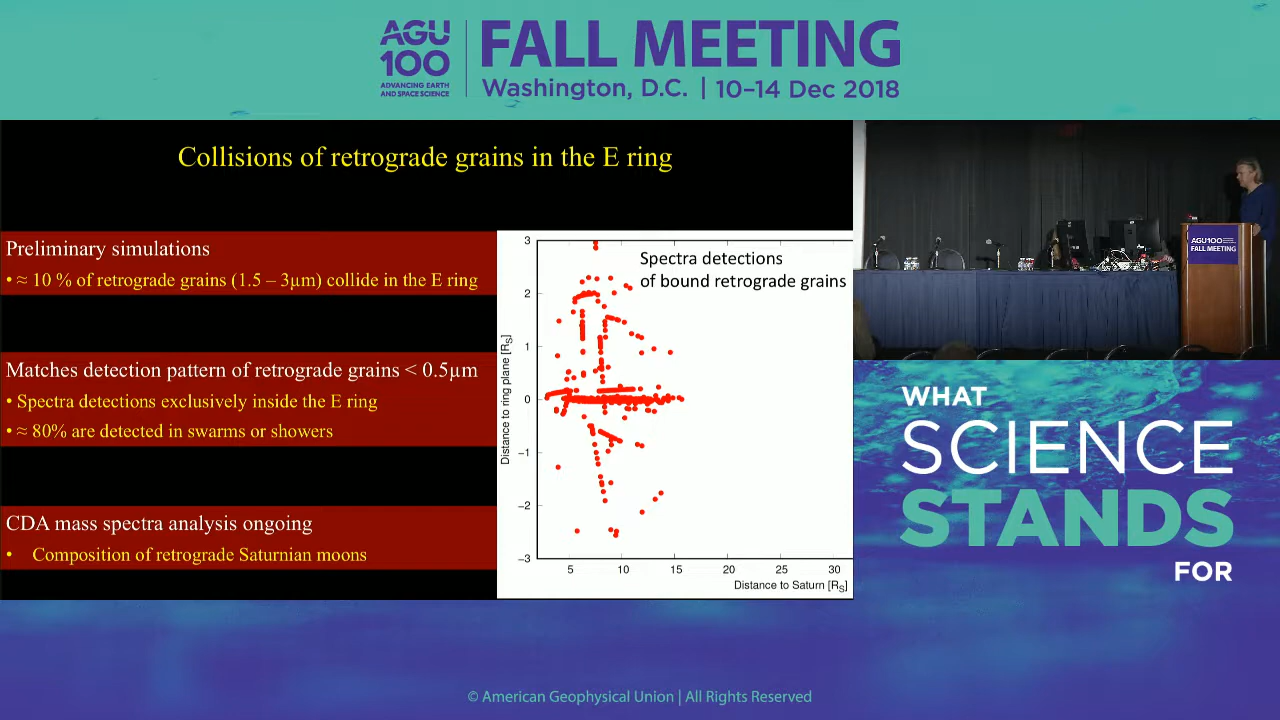 AGU
100
ADVANCING EARTH
AND SPACE SCIENCE
FALL MEETING
Washington, D.C. | 10–14 Dec 2018
Collisions of retrograde grains in the E ring
Preliminary simulations
• ≈ 10 % of retrograde grains (1.5 – 3µm) collide in the E ring
Matches detection pattern of retrograde grains < 0.5µm
• Spectra detections exclusively inside the E ring
• ≈ 80% are detected in swarms or showers
CDA mass spectra analysis ongoing
• Composition of retrograde Saturnian moons
Spectra detections
of bound retrograde grains
Distance to ring plane [R_S]
3
2
1
0
−1
−2
−3
5 10 15 20 25 30
Distance to Saturn [R_S]
AGU100
FALL MEETING
WHAT
SCIENCE
STANDS
FOR
© American Geophysical Union | All Rights Reserved